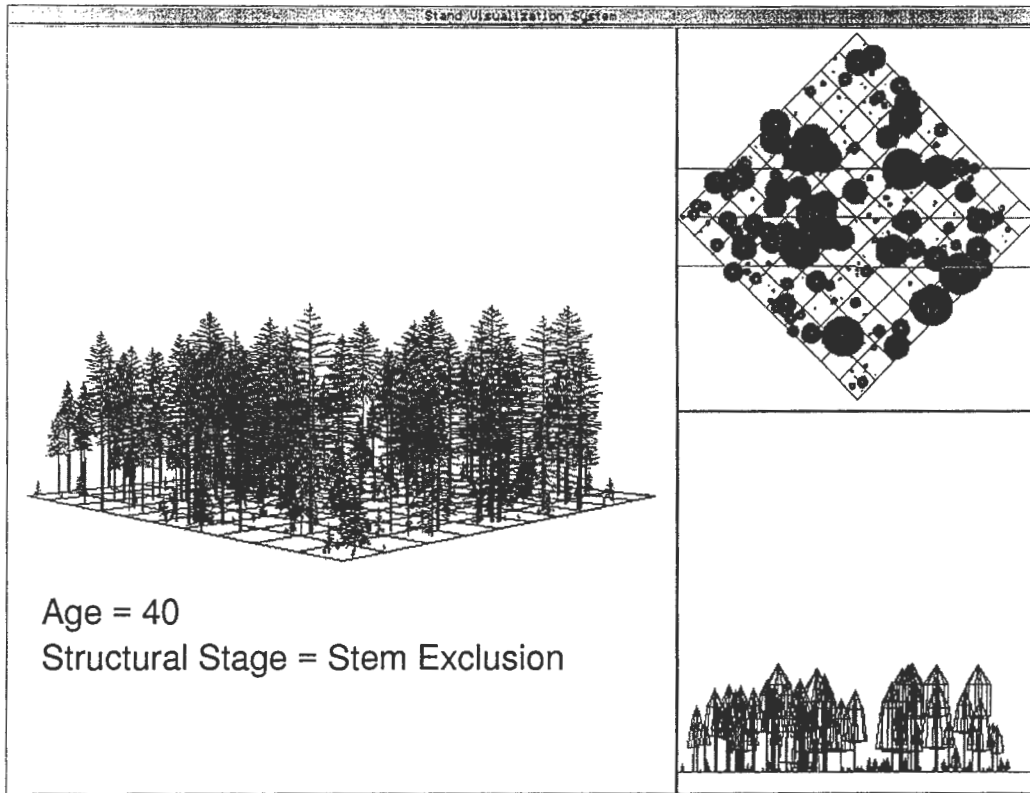 Stand Visualization System
Age = 40
Structural Stage = Stem Exclusion